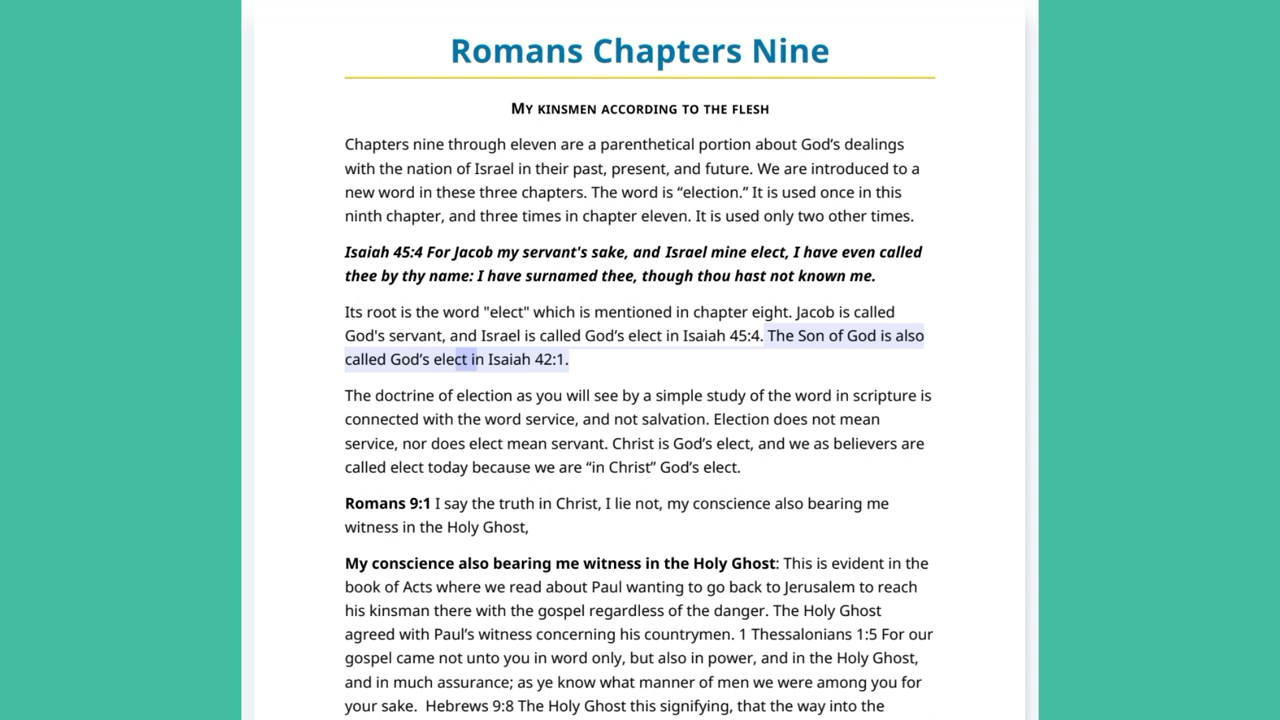 Romans Chapters Nine
My kinsmen according to the flesh
Chapters nine through eleven are a parenthetical portion about God’s dealings
with the nation of Israel in their past, present, and future. We are introduced to a
new word in these three chapters. The word is “election.” It is used once in this
ninth chapter, and three times in chapter eleven. It is used only two other times.
Isaiah 45:4 For Jacob my servant's sake, and Israel mine elect, I have even called
thee by thy name: I have surnamed thee, though thou hast not known me.
Its root is the word "elect" which is mentioned in chapter eight. Jacob is called
God's servant, and Israel is called God’s elect in Isaiah 45:4. The Son of God is also
called God’s elect in Isaiah 42:1.
The doctrine of election as you will see by a simple study of the word in scripture is
connected with the word service, and not salvation. Election does not mean
service, nor does elect mean servant. Christ is God’s elect, and we as believers are
called elect today because we are “in Christ” God’s elect.
Romans 9:1 I say the truth in Christ, I lie not, my conscience also bearing me
witness in the Holy Ghost,
My conscience also bearing me witness in the Holy Ghost: This is evident in the
book of Acts where we read about Paul wanting to go back to Jerusalem to reach
his kinsman there with the gospel regardless of the danger. The Holy Ghost
agreed with Paul’s witness concerning his countrymen. 1 Thessalonians 1:5 For our
gospel came not unto you in word only, but also in power, and in the Holy Ghost,
and in much assurance; as ye know what manner of men we were among you for
your sake.  Hebrews 9:8 The Holy Ghost this signifying, that the way into the